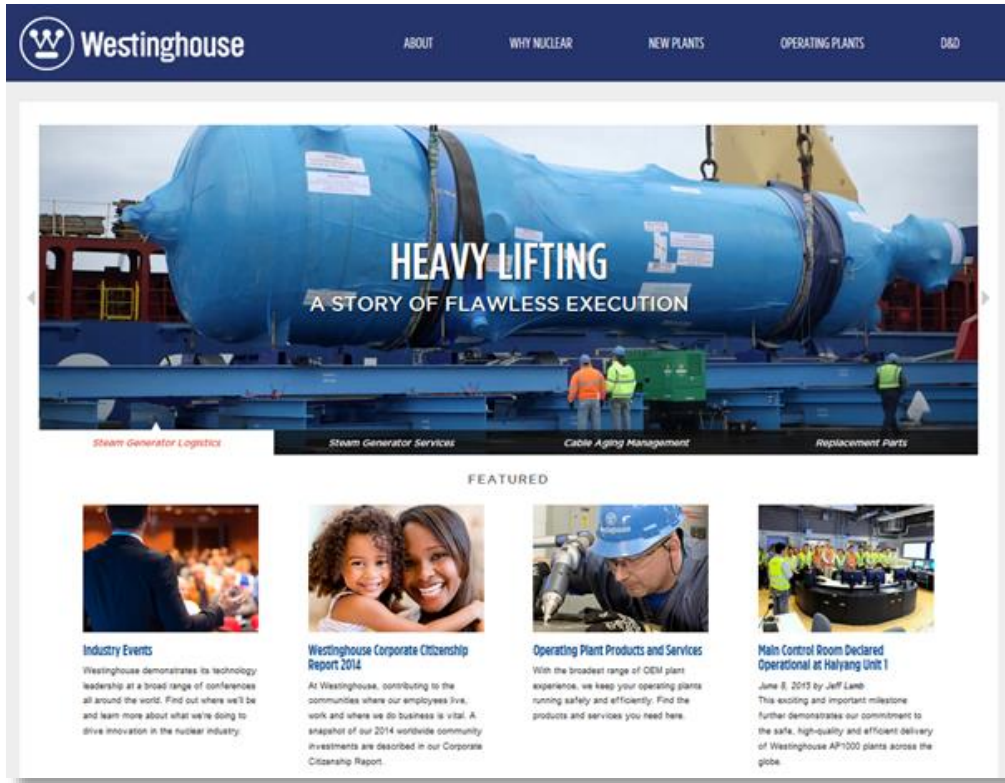 Westinghouse
ABOUT
WHY NUCLEAR
NEW PLANTS
OPERATING PLANTS
D&D
HEAVY LIFTING
A STORY OF FLAWLESS EXECUTION
Steam Generator Logistics
Steam Generator Services
Cable Aging Management
Replacement Parts
FEATURED
Industry Events
Westinghouse demonstrates its technology
leadership at a broad range of conferences
all around the world. Find out where we'll be
and learn more about what we're doing to
drive innovation in the nuclear industry.
Westinghouse Corporate Citizenship
Report 2014
At Westinghouse, contributing to the
communities where our employees live,
work and where we do business is vital. A
snapshot of our 2014 worldwide community
investments are described in our Corporate
Citizenship Report.
Operating Plant Products and Services
With the broadest range of OEM plant
experience, we keep your operating plants
running safely and efficiently. Find the
products and services you need here.
Main Control Room Declared
Operational at Haiyang Unit 1
June 8, 2015 by Jeff Lamb
This exciting and important milestone
further demonstrates our commitment to
the safe, high-quality and efficient delivery
of Westinghouse AP1000 plants across the
globe.